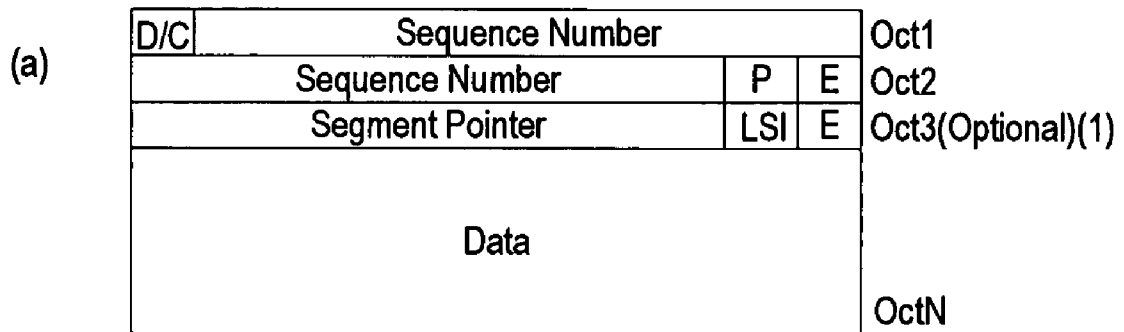 (a)
D/C Sequence Number Oct1
Sequence Number P E Oct2
Segment Pointer LSI E Oct3(Optional)(1)
Data
OctN